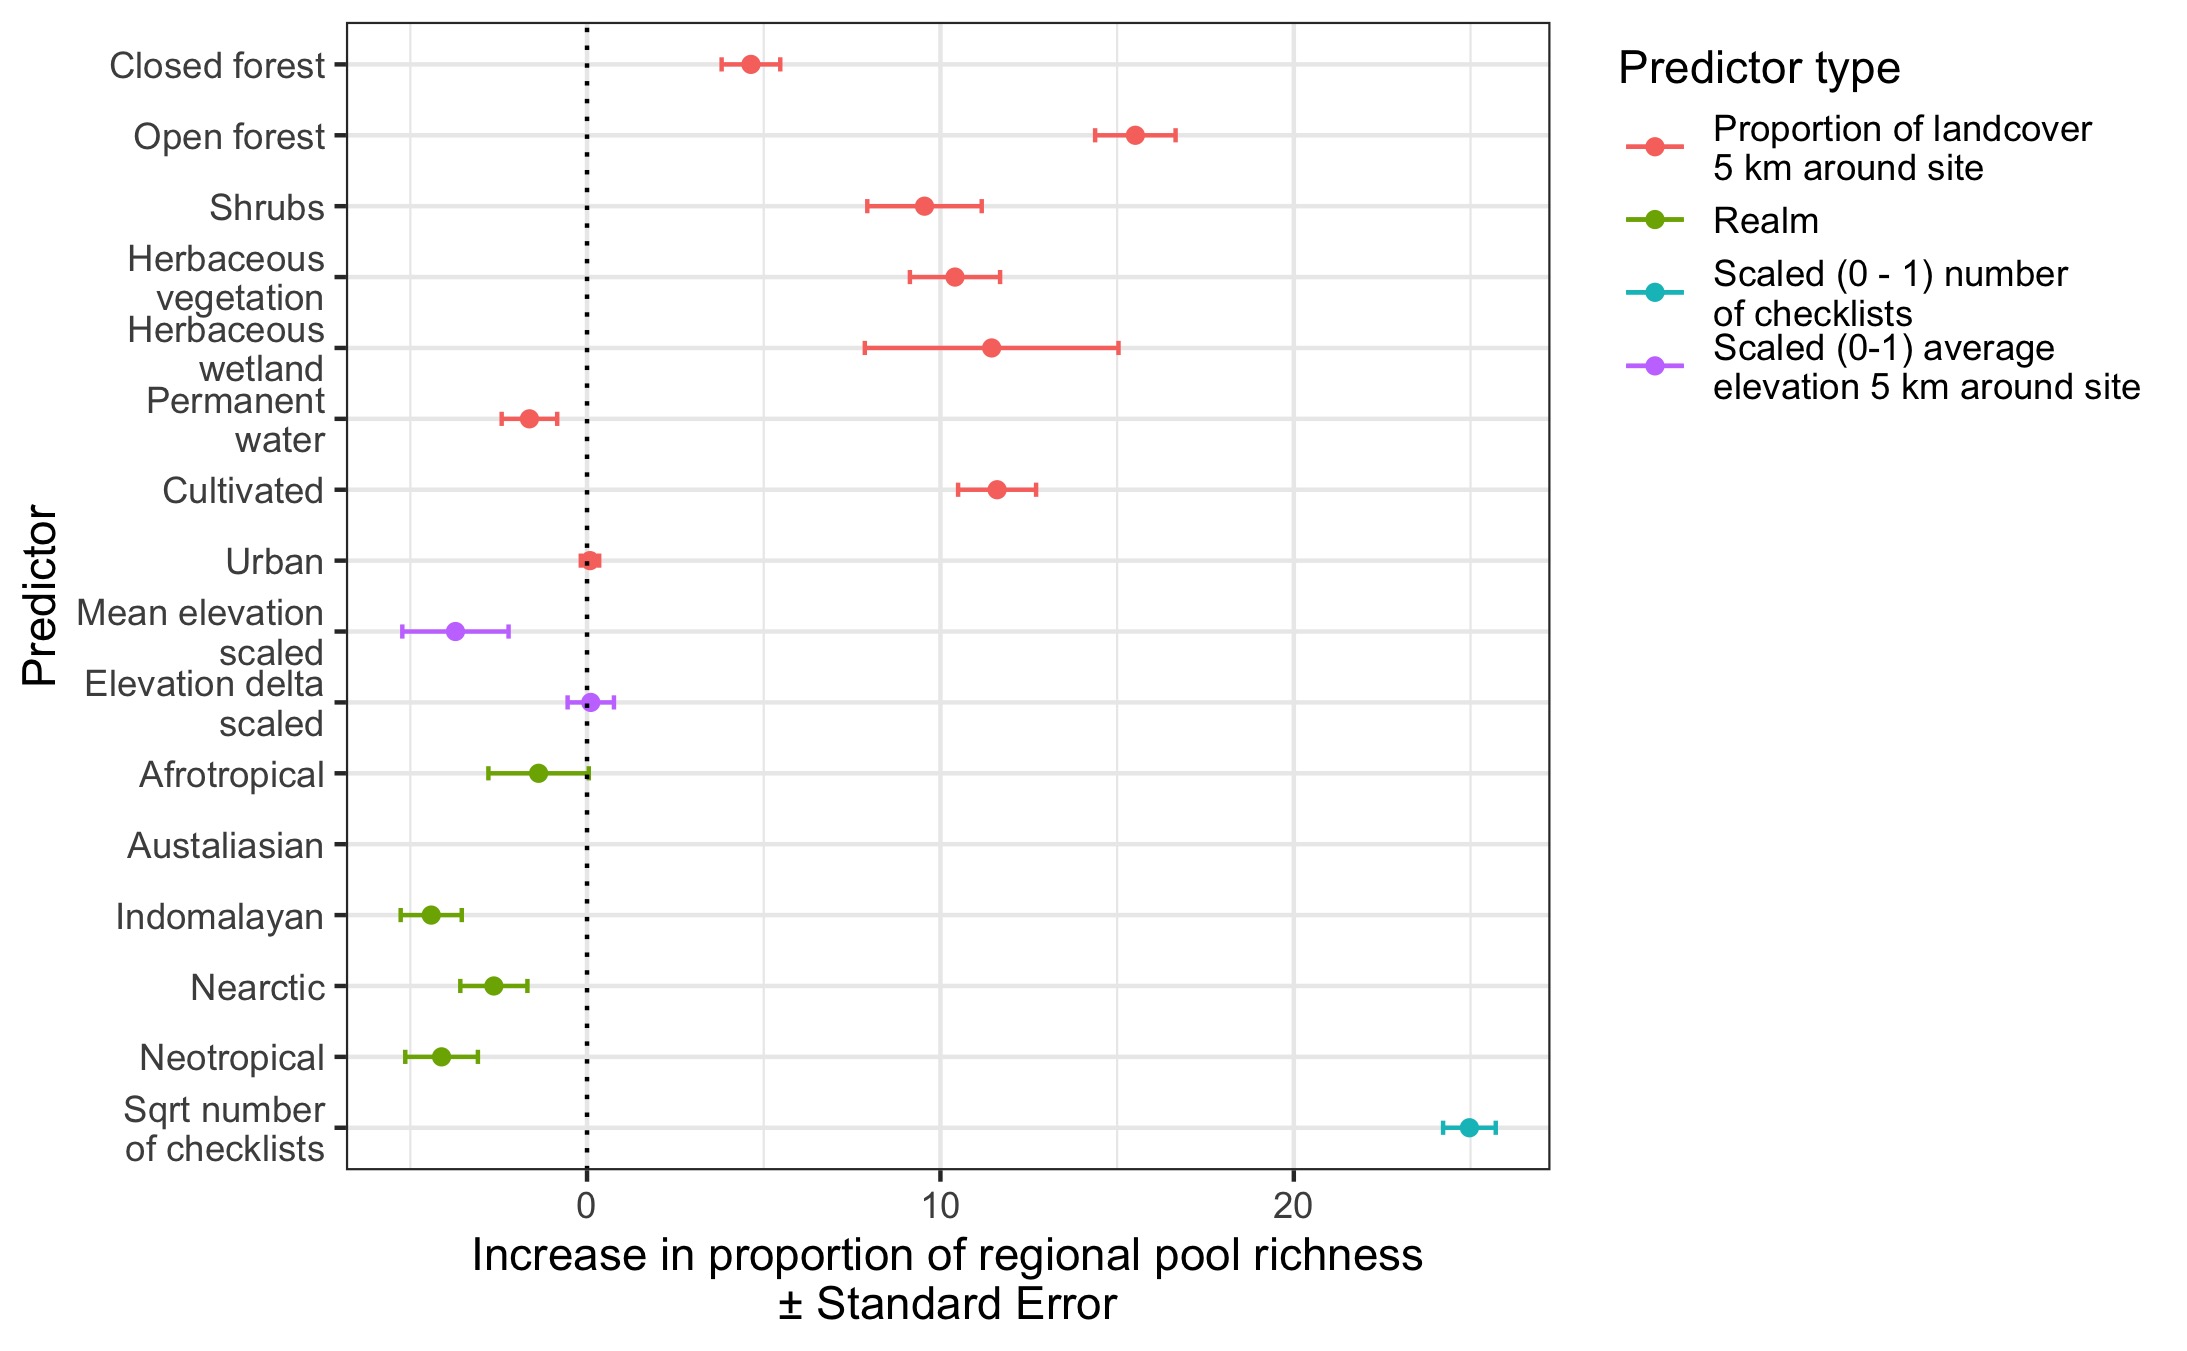 Closed forest
Open forest
Shrubs
Herbaceous
vegetation
Herbaceous
wetland
Permanent
water
Cultivated
Urban
Mean elevation
scaled
Elevation delta
scaled
Afrotropical
Austaliasian
Indomalayan
Nearctic
Neotropical
Sqrt number
of checklists
Predictor
0
10
20
Increase in proportion of regional pool richness
± Standard Error
Predictor type
Proportion of landcover
5 km around site
Realm
Scaled (0 - 1) number
of checklists
Scaled (0-1) average
elevation 5 km around site